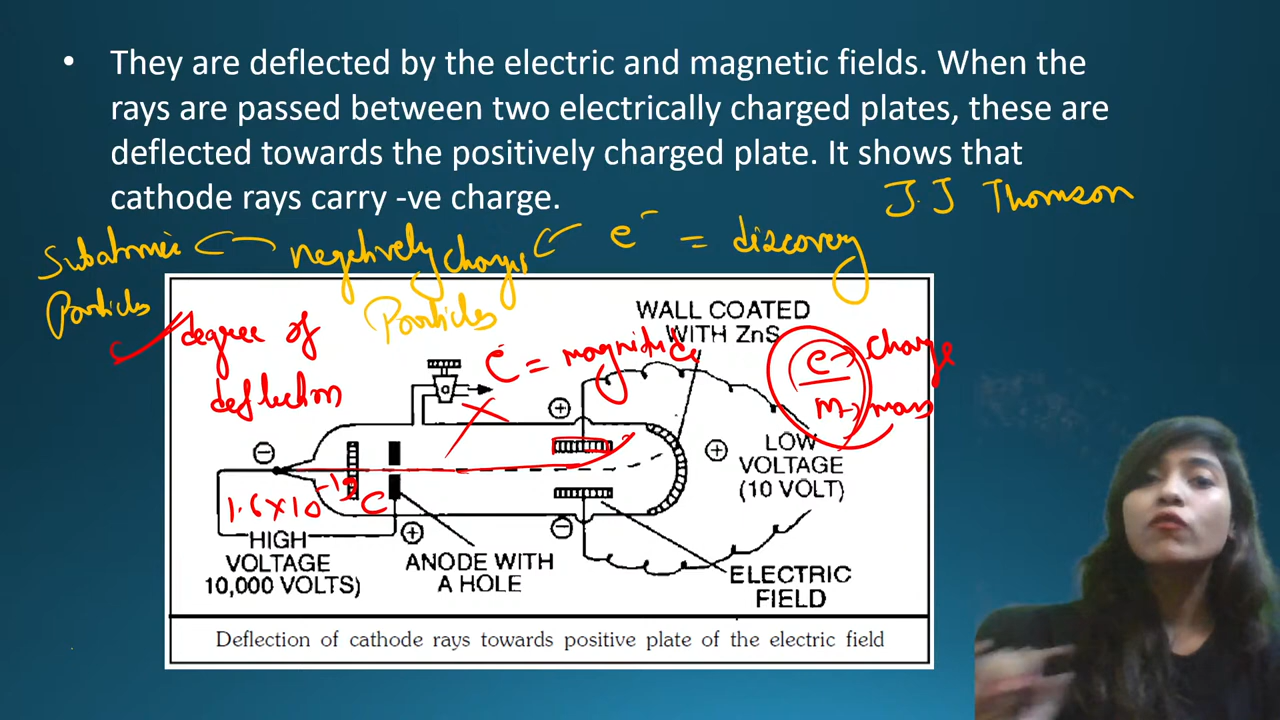 • They are deflected by the electric and magnetic fields. When the
rays are passed between two electrically charged plates, these are
deflected towards the positively charged plate. It shows that
cathode rays carry -ve charge.
J.J Thomson
e⁻ = discovery
negatively charges
Particles
Subatomic
Particles
degree of
deflection
e = magnitude
e → charge
m → mass
WALL COATED
WITH ZnS
+
−
1.6×10⁻¹⁹ C
+
LOW
VOLTAGE
(10 VOLT)
HIGH
VOLTAGE
10,000 VOLTS)
+
−
ANODE WITH
A HOLE
ELECTRIC
FIELD
Deflection of cathode rays towards positive plate of the electric field